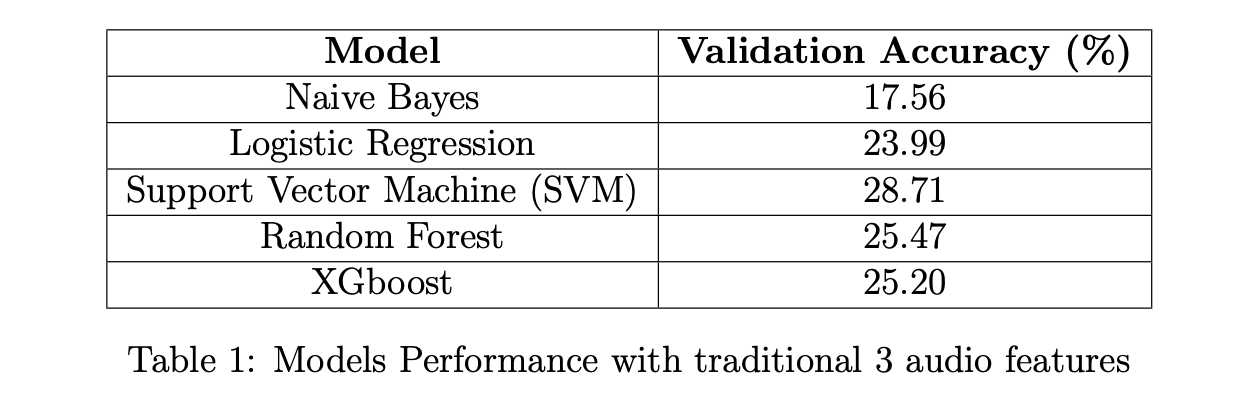 Model Validation Accuracy (%)
Naive Bayes 17.56
Logistic Regression 23.99
Support Vector Machine (SVM) 28.71
Random Forest 25.47
XGboost 25.20
Table 1: Models Performance with traditional 3 audio features